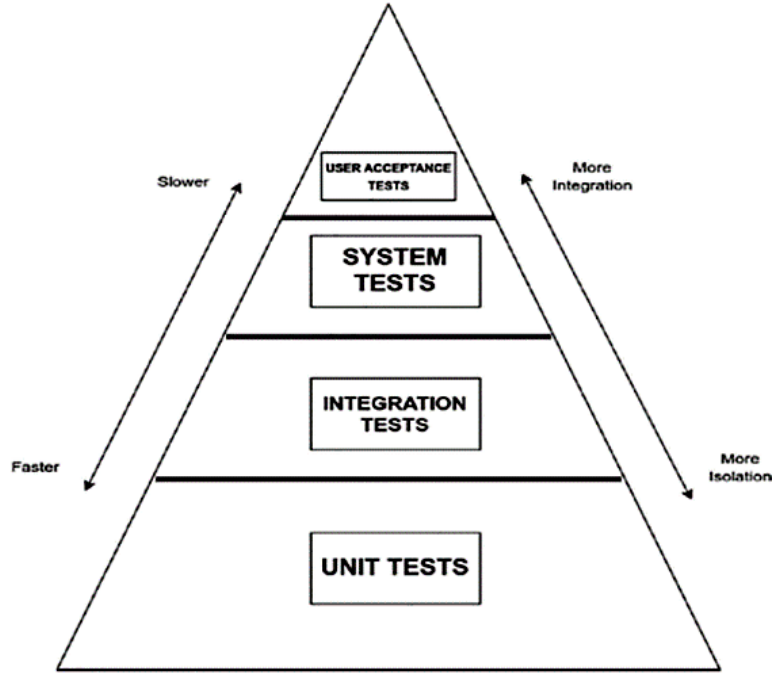 USER ACCEPTANCE
TESTS
Slower
More
Integration
SYSTEM
TESTS
INTEGRATION
TESTS
Faster
More
Isolation
UNIT TESTS